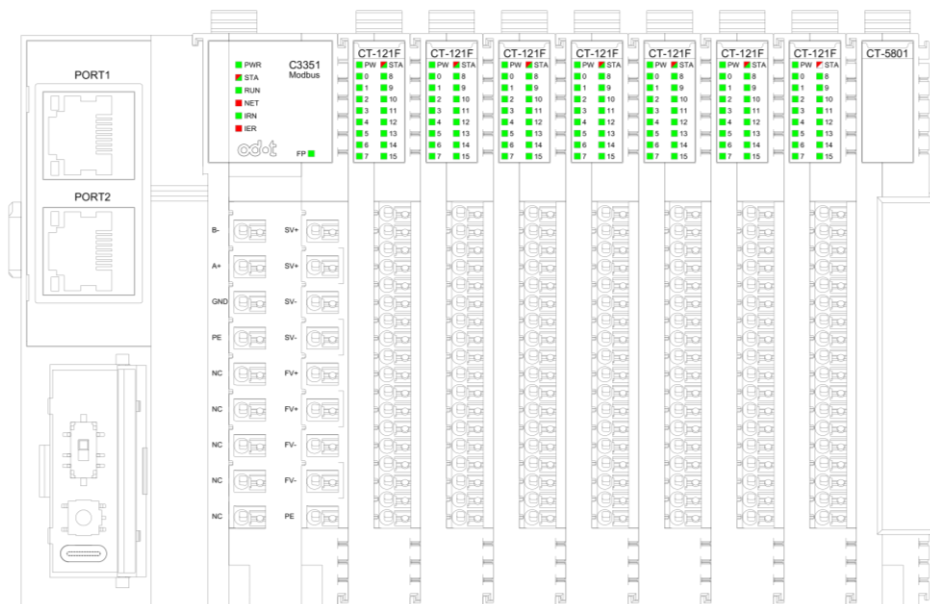 PORT1
PORT2
PWR
STA
RUN
NET
IRN
IER
C3351
Modbus
odot
FP
CT-121F
PW STA
0 8
1 9
2 10
3 11
4 12
5 13
6 14
7 15
CT-121F
PW STA
0 8
1 9
2 10
3 11
4 12
5 13
6 14
7 15
CT-121F
PW STA
0 8
1 9
2 10
3 11
4 12
5 13
6 14
7 15
CT-121F
PW STA
0 8
1 9
2 10
3 11
4 12
5 13
6 14
7 15
CT-121F
PW STA
0 8
1 9
2 10
3 11
4 12
5 13
6 14
7 15
CT-121F
PW STA
0 8
1 9
2 10
3 11
4 12
5 13
6 14
7 15
CT-121F
PW STA
0 8
1 9
2 10
3 11
4 12
5 13
6 14
7 15
CT-5801
B- SV+
A+ SV+
GND SV-
PE SV-
NC FV+
NC FV+
NC FV-
NC FV-
NC PE